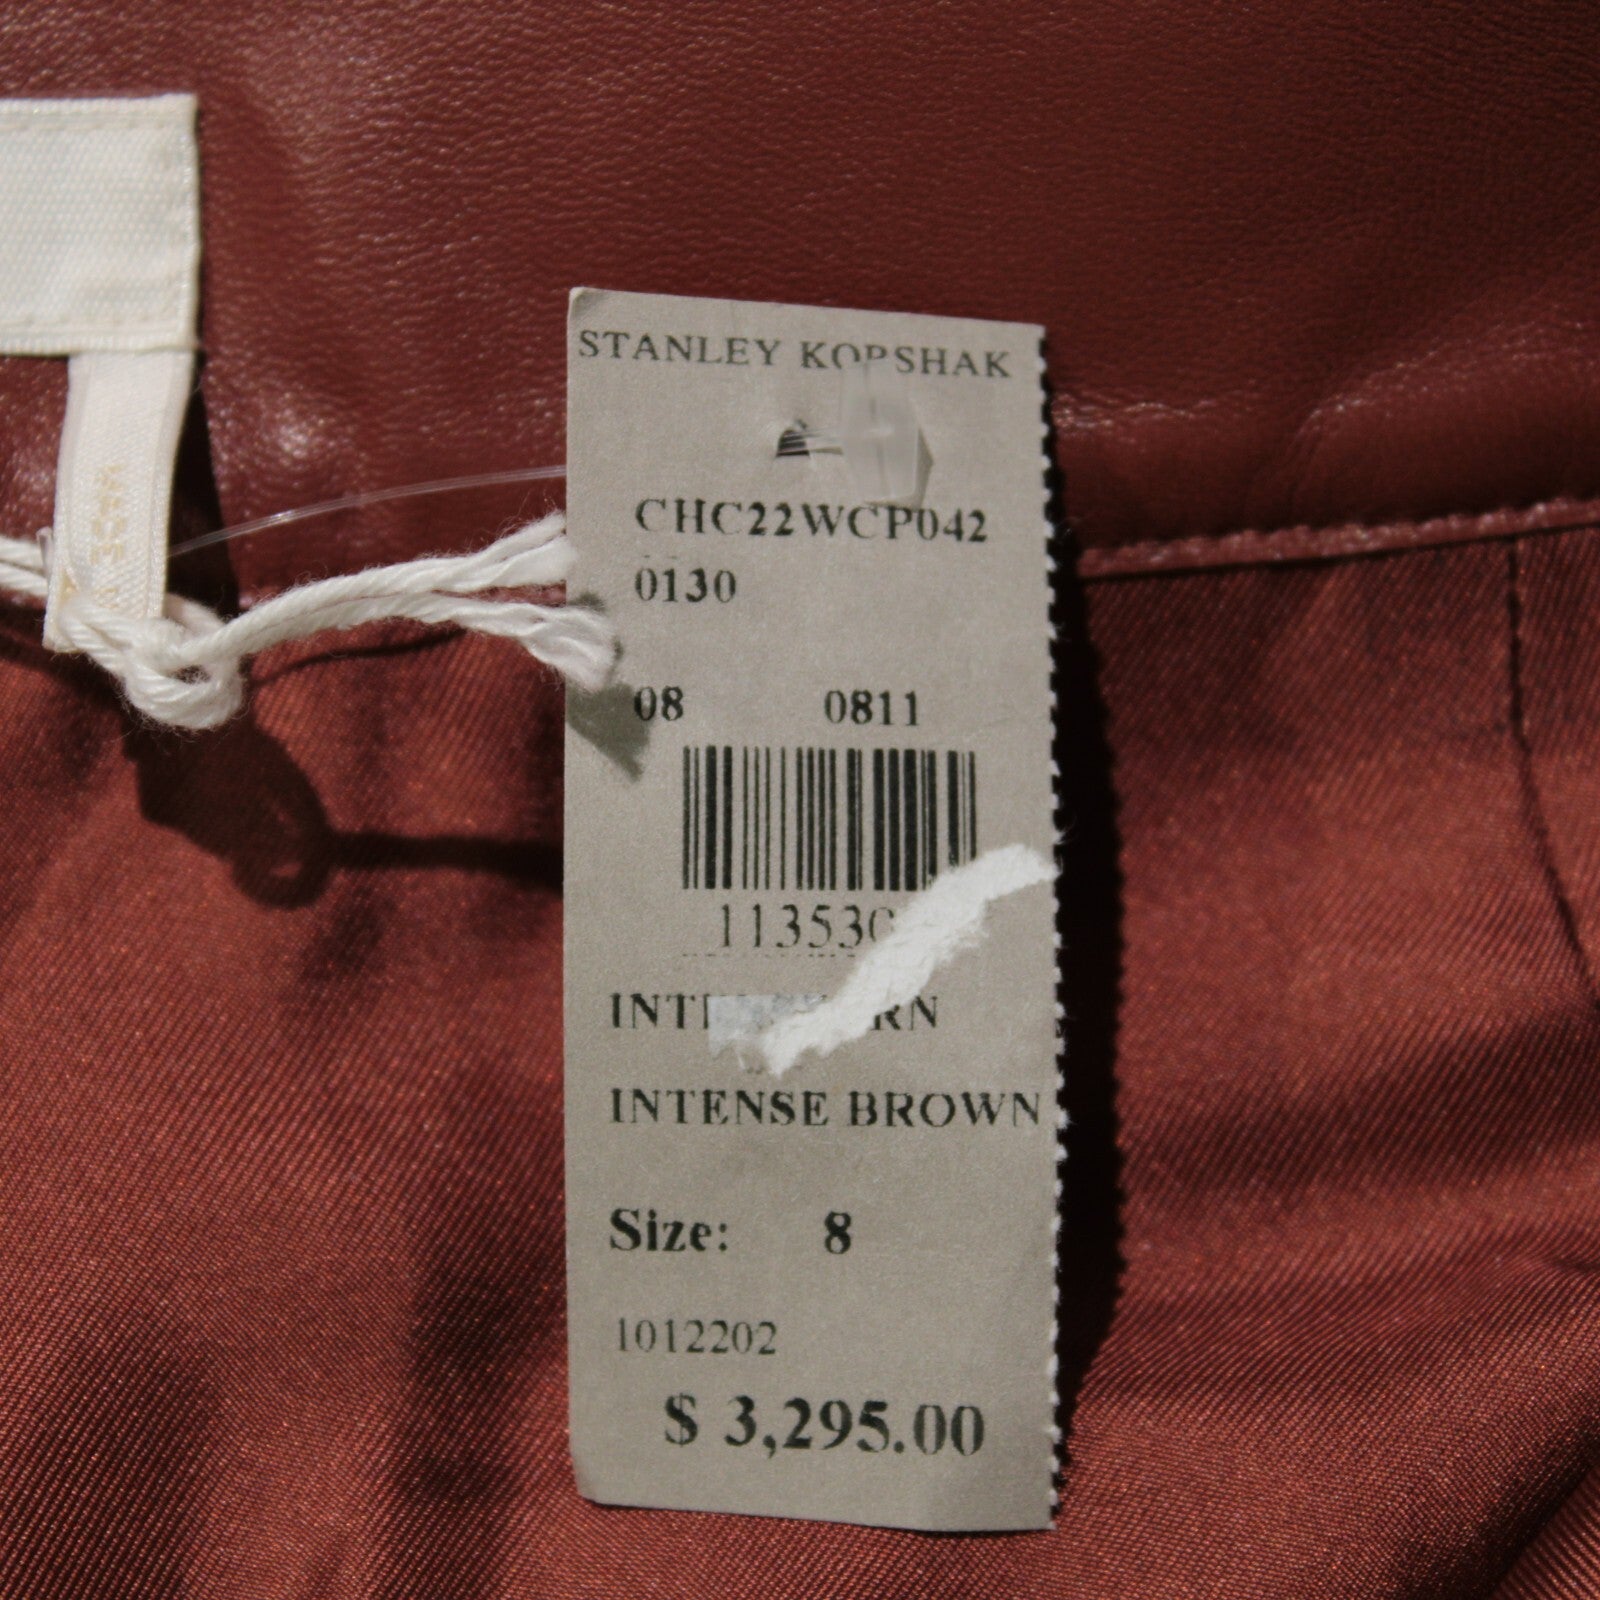 STANLEY KORSHAK
CHC22WCP042
0130
08 0811
INTENSE BROWN
Size: 8
1012202
$ 3,295.00